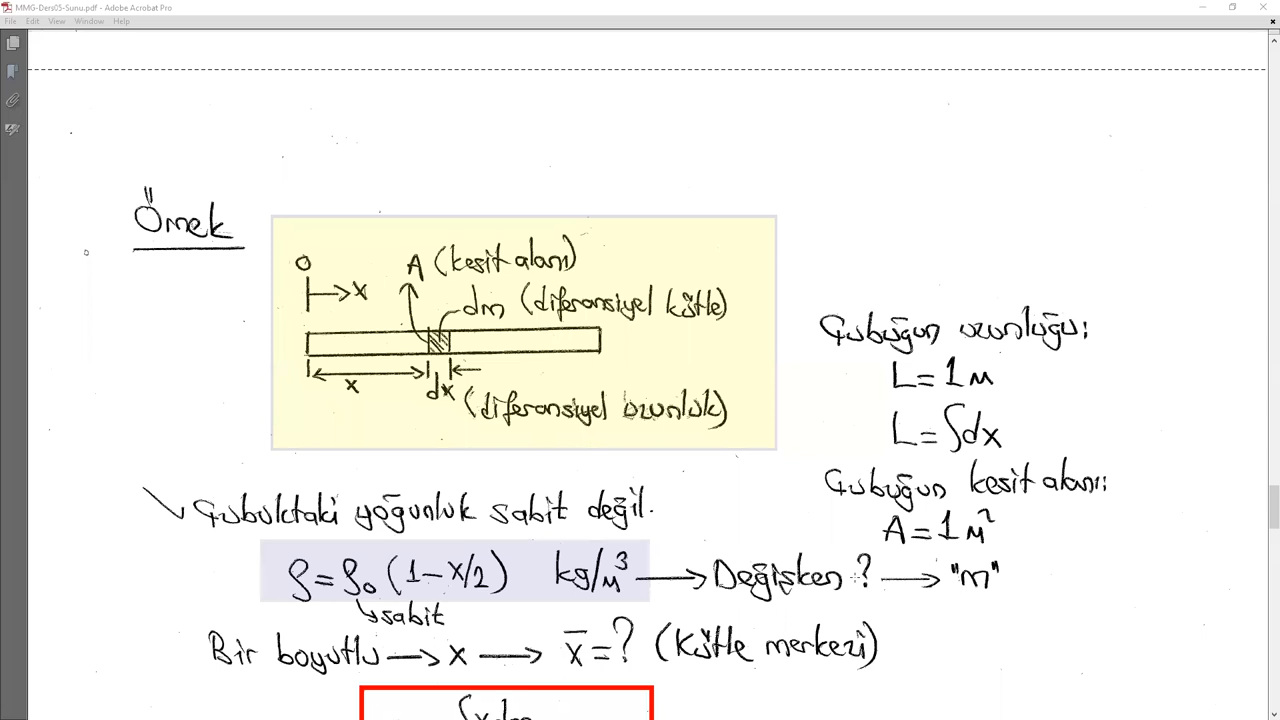 MMG-Ders05-Sunu.pdf - Adobe Acrobat Pro
File Edit View Window Help
Örnek
O
x
A (kesit alanı)
dm (diferansiyel kütle)
x
dx (diferansiyel uzunluk)
Çubuğun uzunluğu:
L = 1 m
L = ∫dx
Çubuğun kesit alanı:
A = 1 m²
Çubuktaki yoğunluk sabit değil.
ρ = ρ₀ (1 - x/2) kg/m³ → Değişken ? → "m"
↳ sabit
Bir boyutlu → x → x̄ = ? (Kütle merkezi)
∫x dm